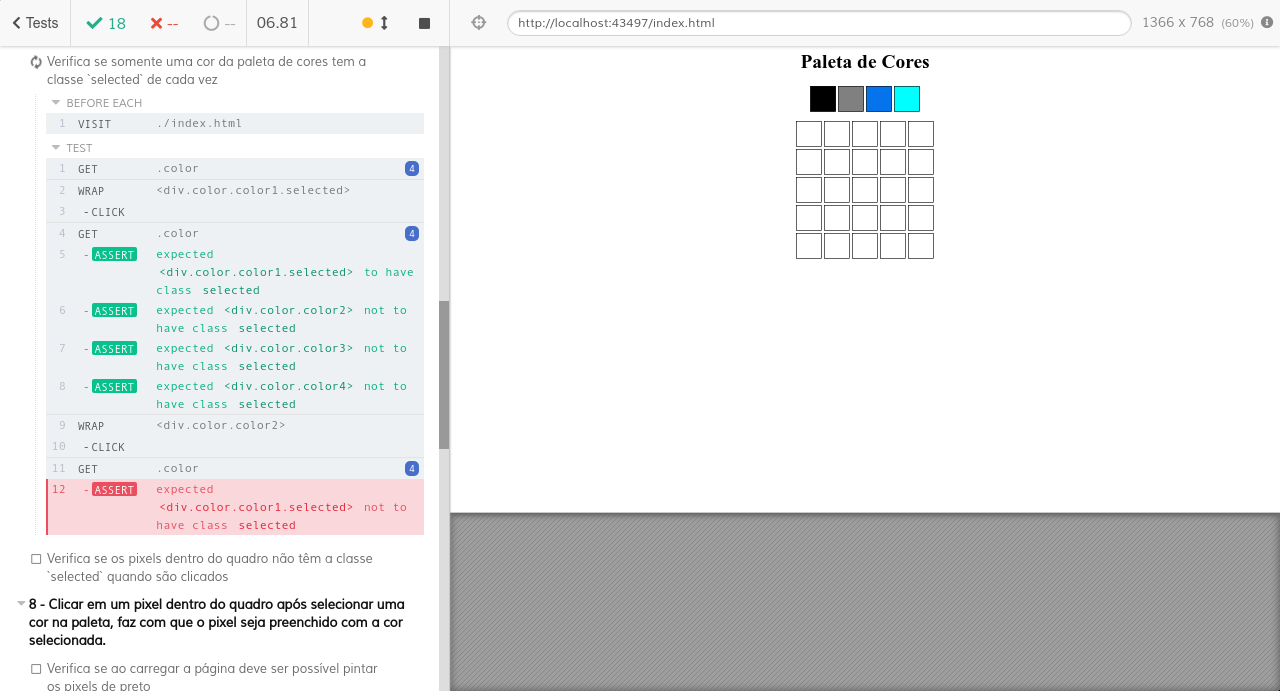 Tests
18
--
--
06.81
http://localhost:43497/index.html
1366 x 768 (60%)
Verifica se somente uma cor da paleta de cores tem a
classe `selected` de cada vez
BEFORE EACH
1 VISIT ./index.html
TEST
1 GET .color 4
2 WRAP <div.color.color1.selected>
3 -CLICK
4 GET .color 4
5 -ASSERT expected
<div.color.color1.selected> to have
class selected
6 -ASSERT expected <div.color.color2> not to
have class selected
7 -ASSERT expected <div.color.color3> not to
have class selected
8 -ASSERT expected <div.color.color4> not to
have class selected
9 WRAP <div.color.color2>
10 -CLICK
11 GET .color 4
12 -ASSERT expected
<div.color.color1.selected> not to
have class selected
Verifica se os pixels dentro do quadro não têm a classe
`selected` quando são clicados
8 - Clicar em um pixel dentro do quadro após selecionar uma
cor na paleta, faz com que o pixel seja preenchido com a cor
selecionada.
Verifica se ao carregar a página deve ser possível pintar
os pixels de preto
Paleta de Cores